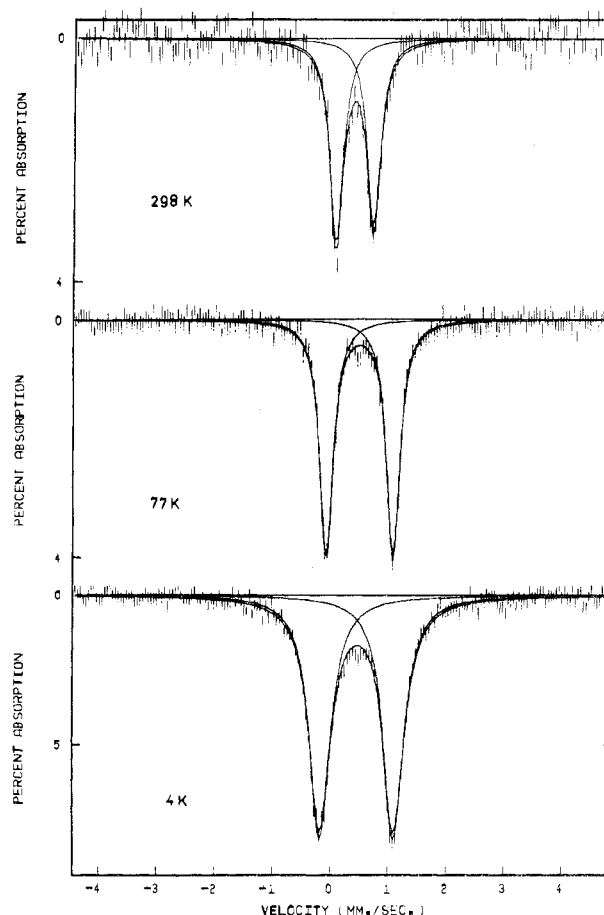 0
PERCENT ABSORPTION
298 K
4
0
PERCENT ABSORPTION
77 K
4
0
PERCENT ABSORPTION
5
4 K
-4 -3 -2 -1 0 1 2 3 4
VELOCITY (MM./SEC.)